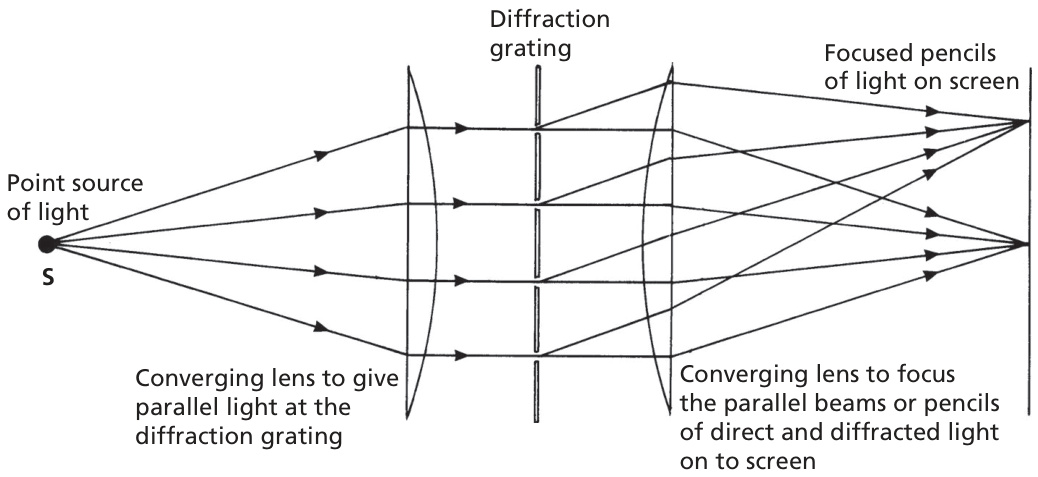 Diffraction
grating
Focused pencils
of light on screen
Point source
of light
S
Converging lens to give
parallel light at the
diffraction grating
Converging lens to focus
the parallel beams or pencils
of direct and diffracted light
on to screen